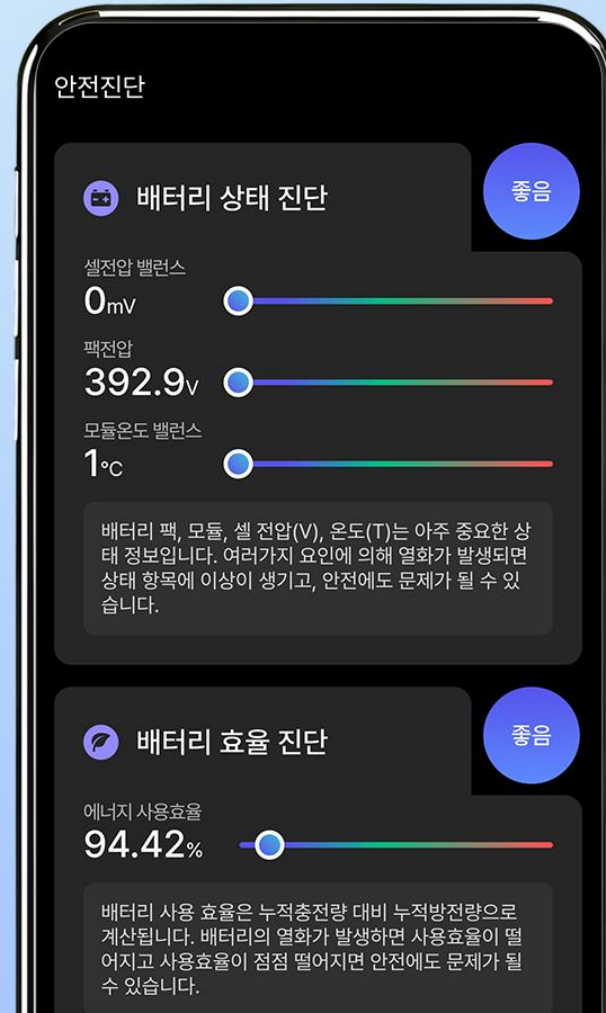 안전진단
배터리 상태 진단
좋음
셀전압 밸런스
0mV
팩전압
392.9V
모듈온도 밸런스
1°C
배터리 팩, 모듈, 셀 전압(V), 온도(T)는 아주 중요한 상
태 정보입니다. 여러가지 요인에 의해 열화가 발생되면
상태 항목에 이상이 생기고, 안전에도 문제가 될 수 있
습니다.
배터리 효율 진단
좋음
에너지 사용효율
94.42%
배터리 사용 효율은 누적충전량 대비 누적방전량으로
계산됩니다. 배터리의 열화가 발생하면 사용효율이 떨
어지고 사용효율이 점점 떨어지면 안전에도 문제가 될
수 있습니다.